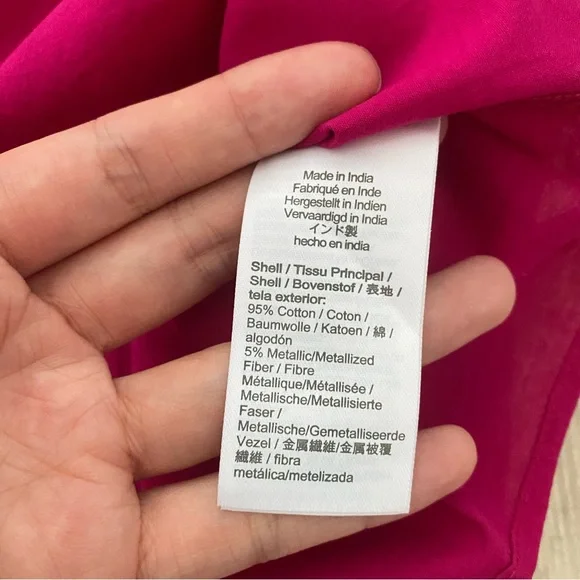 Made in India
Fabriqué en Inde
Hergestellt in Indien
Vervaardigd in India
インド製
hecho en india
Shell / Tissu Principal /
Shell / Bovenstof / 表地 /
tela exterior:
95% Cotton / Coton /
Baumwolle / Katoen / 綿 /
algodón
5% Metallic/Metallized
Fiber / Fibre
Métallique/Métallisée /
Metallische/Metallisierte
Faser /
Metallische/Gemetalliseerde
Vezel / 金属繊維/金属被覆
繊維 / fibra
metálica/metelizada